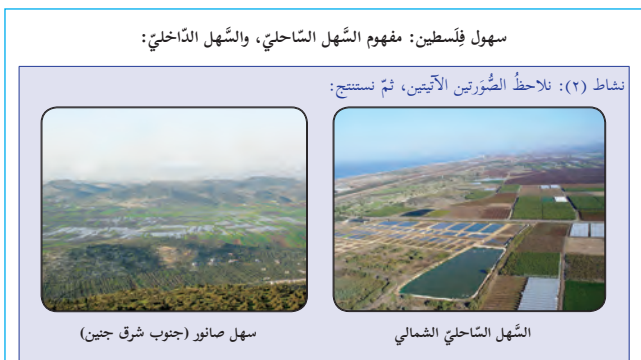 سهول فِلَسطين: مفهوم السَّهل السّاحليّ، والسَّهل الدّاخليّ:
نشاط (٢): نلاحظُ الصُّوَرتين الآتيتين، ثمّ نستنتج:
السَّهل السّاحليّ الشمالي
سهل صانور (جنوب شرق جنين)